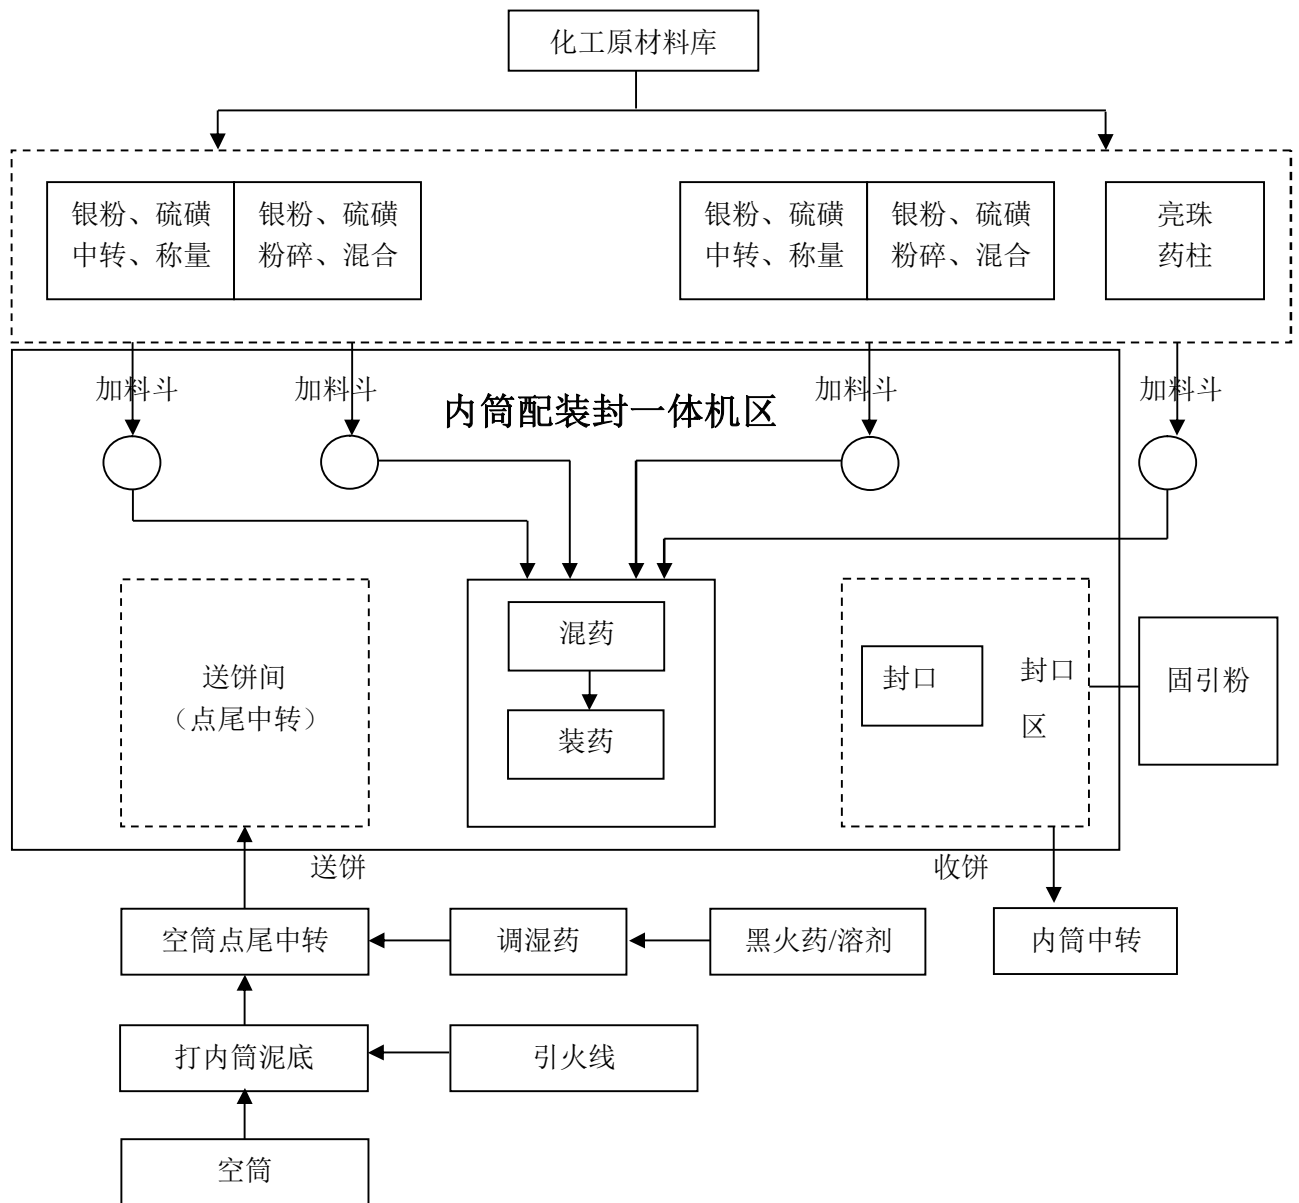 化工原材料库
银粉、硫磺
中转、称量
银粉、硫磺
粉碎、混合
银粉、硫磺
中转、称量
银粉、硫磺
粉碎、混合
亮珠
药柱
加料斗
加料斗
加料斗
加料斗
内筒配装封一体机区
送饼间
（点尾中转）
混药
装药
封口
封口
区
固引粉
送饼
收饼
空筒点尾中转
调湿药
黑火药/溶剂
内筒中转
打内筒泥底
引火线
空筒